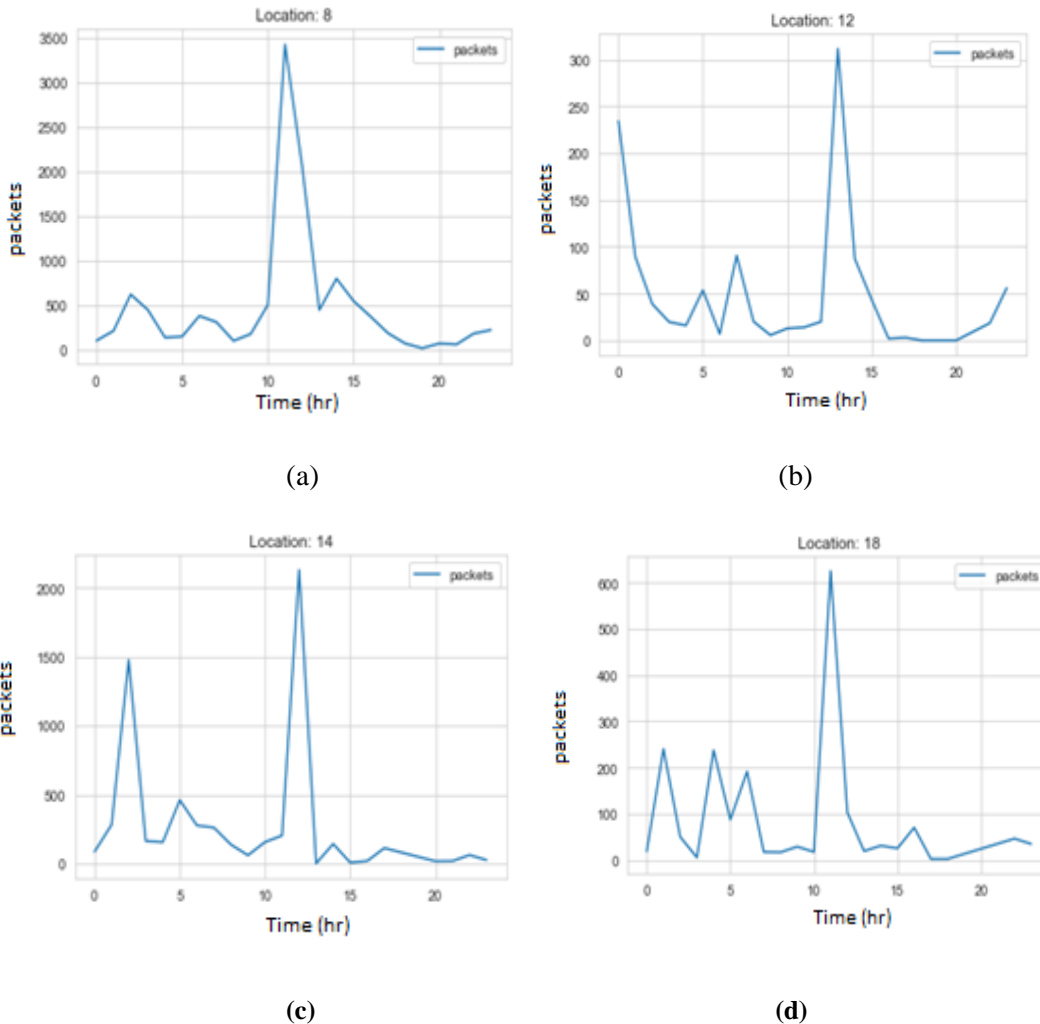 Location: 8
packets
3500
3000
2500
2000
1500
1000
500
0
packets
0 5 10 15 20
Time (hr)
(a)
Location: 12
packets
300
250
200
150
100
50
0
packets
0 5 10 15 20
Time (hr)
(b)
Location: 14
packets
2000
1500
1000
500
0
packets
0 5 10 15 20
Time (hr)
(c)
Location: 18
packets
600
500
400
300
200
100
0
packets
0 5 10 15 20
Time (hr)
(d)